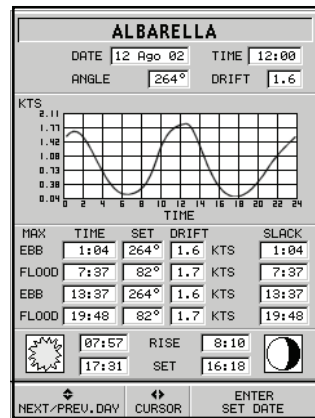 ALBARELLA
DATE 12 Ago 02 TIME 12:00
ANGLE 264° DRIFT 1.6
KTS
2.11
1.77
1.42
1.08
0.73
0.38
0.04
0 2 4 6 8 10 12 14 16 18 20 22 24
TIME
MAX TIME SET DRIFT SLACK
EBB 1:04 264° 1.6 KTS 1:04
FLOOD 7:37 82° 1.7 KTS 7:37
EBB 13:37 264° 1.6 KTS 13:37
FLOOD 19:48 82° 1.7 KTS 19:48
07:57 RISE 8:10
17:31 SET 16:18
NEXT/PREV.DAY CURSOR ENTER
SET DATE